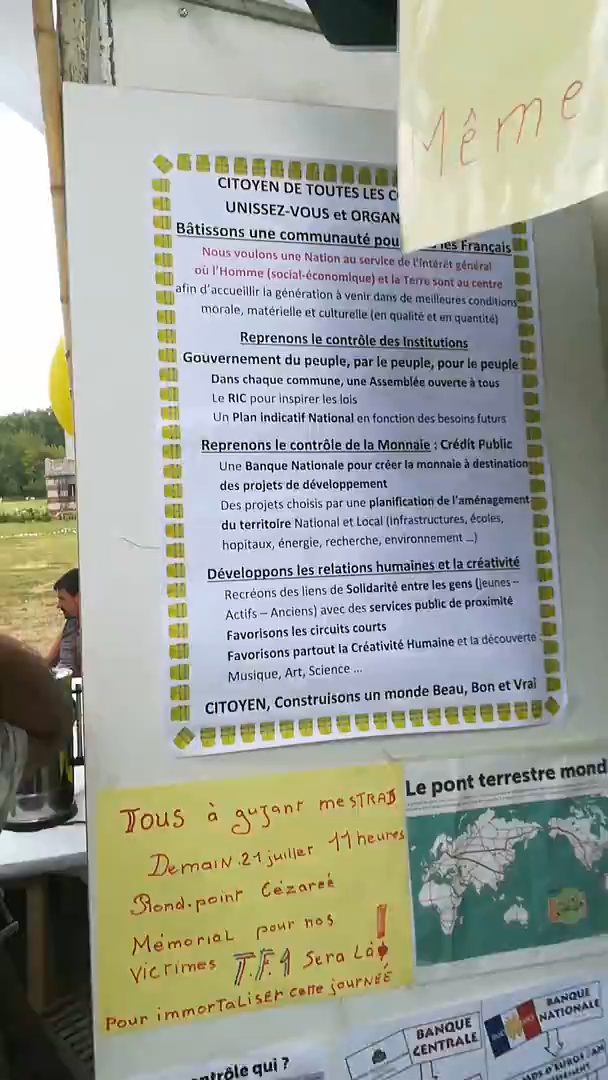 Même
CITOYEN DE TOUTES LES
UNISSEZ-VOUS et ORGAN
Bâtissons une communauté pou les Français
Nous voulons une Nation au service de l'Intérêt général
où l'Homme (social-économique) et la Terre sont au centre
afin d'accueillir la génération à venir dans de meilleures conditions
morale, matérielle et culturelle (en qualité et en quantité)
Reprenons le contrôle des Institutions
Gouvernement du peuple, par le peuple, pour le peuple
Dans chaque commune, une Assemblée ouverte à tous
Le RIC pour inspirer les lois
Un Plan indicatif National en fonction des besoins futurs
Reprenons le contrôle de la Monnaie : Crédit Public
Une Banque Nationale pour créer la monnaie à destination
des projets de développement
Des projets choisis par une planification de l'aménagement
du territoire National et Local (infrastructures, écoles,
hopitaux, énergie, recherche, environnement ...)
Développons les relations humaines et la créativité
Recréons des liens de Solidarité entre les gens (Jeunes –
Actifs – Anciens) avec des services public de proximité
Favorisons les circuits courts
Favorisons partout la Créativité Humaine et la découverte :
Musique, Art, Science ...
CITOYEN, Construisons un monde Beau, Bon et Vrai
Tous à gujant mesTRAS
Demain.21 juillet 11 heures
Rond.point Cézareé
Mémorial pour nos
Victimes T.F.1 Sera Là !
Pour immortaliser cette journéé
Le pont terrestre mond
ntrôle qui ?
BANQUE
CENTRALE
BANQUE
NATIONALE